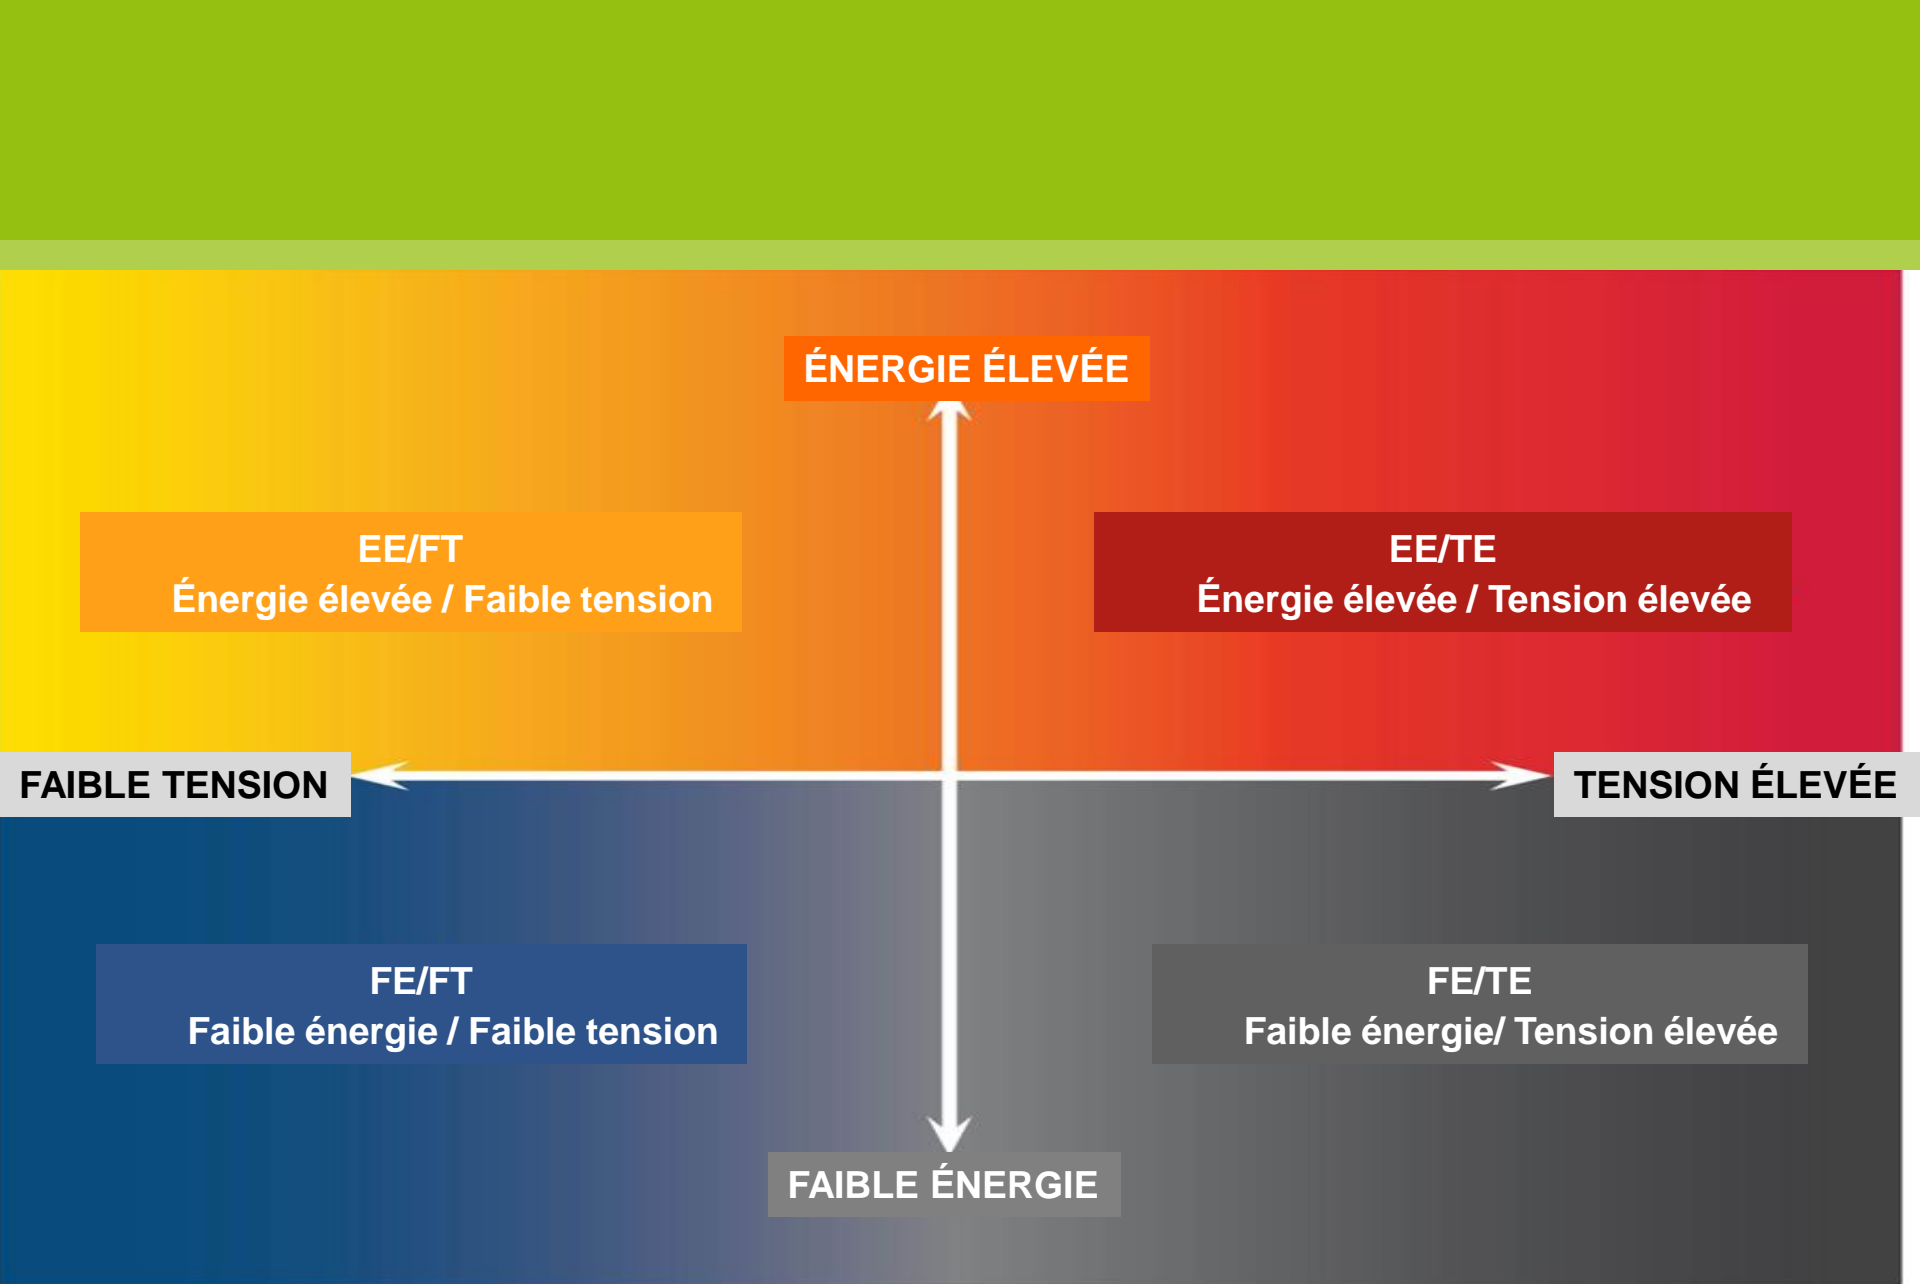 ÉNERGIE ÉLEVÉE
EE/FT
Énergie élevée / Faible tension
EE/TE
Énergie élevée / Tension élevée
FAIBLE TENSION
TENSION ÉLEVÉE
FE/FT
Faible énergie / Faible tension
FE/TE
Faible énergie/ Tension élevée
FAIBLE ÉNERGIE